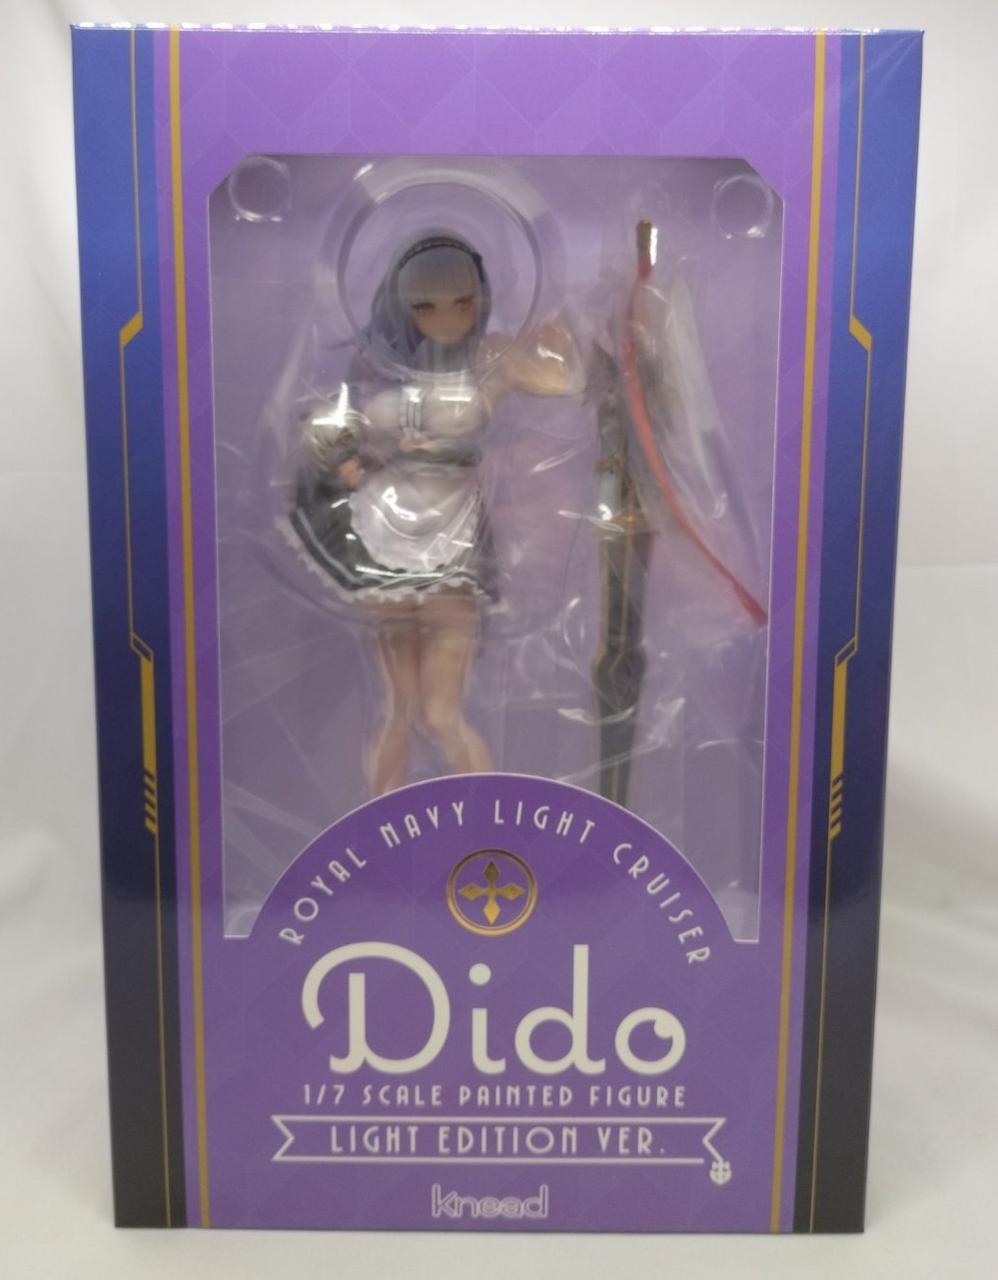 ROYAL NAVY LIGHT CRUISER
Dido
1/7 SCALE PAINTED FIGURE
LIGHT EDITION VER.
knead